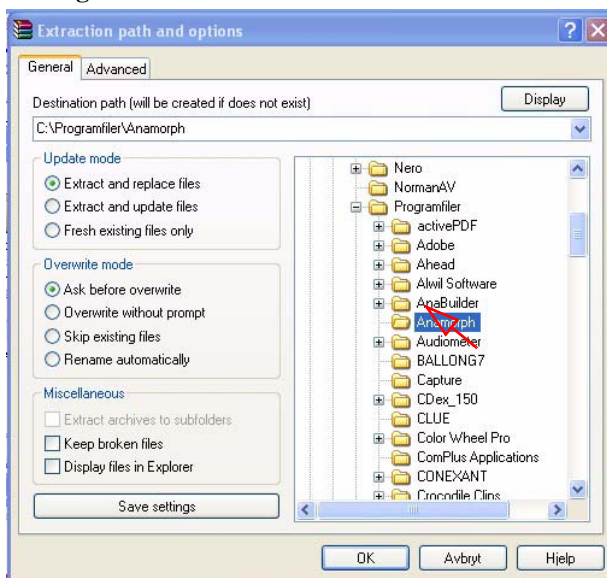 Extraction path and options
General Advanced
Destination path (will be created if does not exist)
Display
C:\Programfiler\Anamorph
Update mode
Extract and replace files
Extract and update files
Fresh existing files only
Overwrite mode
Ask before overwrite
Overwrite without prompt
Skip existing files
Rename automatically
Miscellaneous
Extract archives to subfolders
Keep broken files
Display files in Explorer
Save settings
Nero
NormanAV
Programfiler
activePDF
Adobe
Ahead
Alwil Software
AnaBuilder
Anamorph
Audiometer
BALLONG7
Capture
CDex_150
CLUE
Color Wheel Pro
ComPlus Applications
CONEXANT
Crocodile Clips
OK Avbryt Hjelp